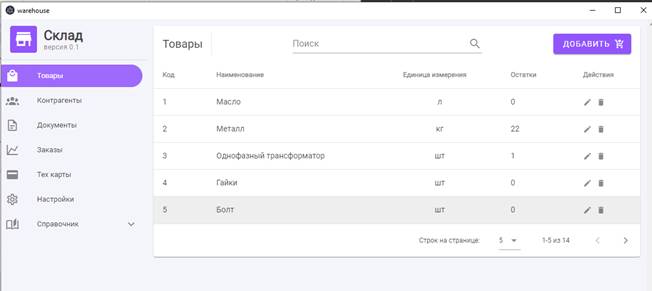 warehouse
Склад
версия 0.1
Товары
Контрагенты
Документы
Заказы
Тех карты
Настройки
Справочник
Товары
Поиск
ДОБАВИТЬ
Код Наименование Единица измерения Остатки Действия
1 Масло л 0
2 Металл кг 22
3 Однофазный трансформатор шт 1
4 Гайки шт 0
5 Болт шт 0
Строк на странице: 5 1-5 из 14